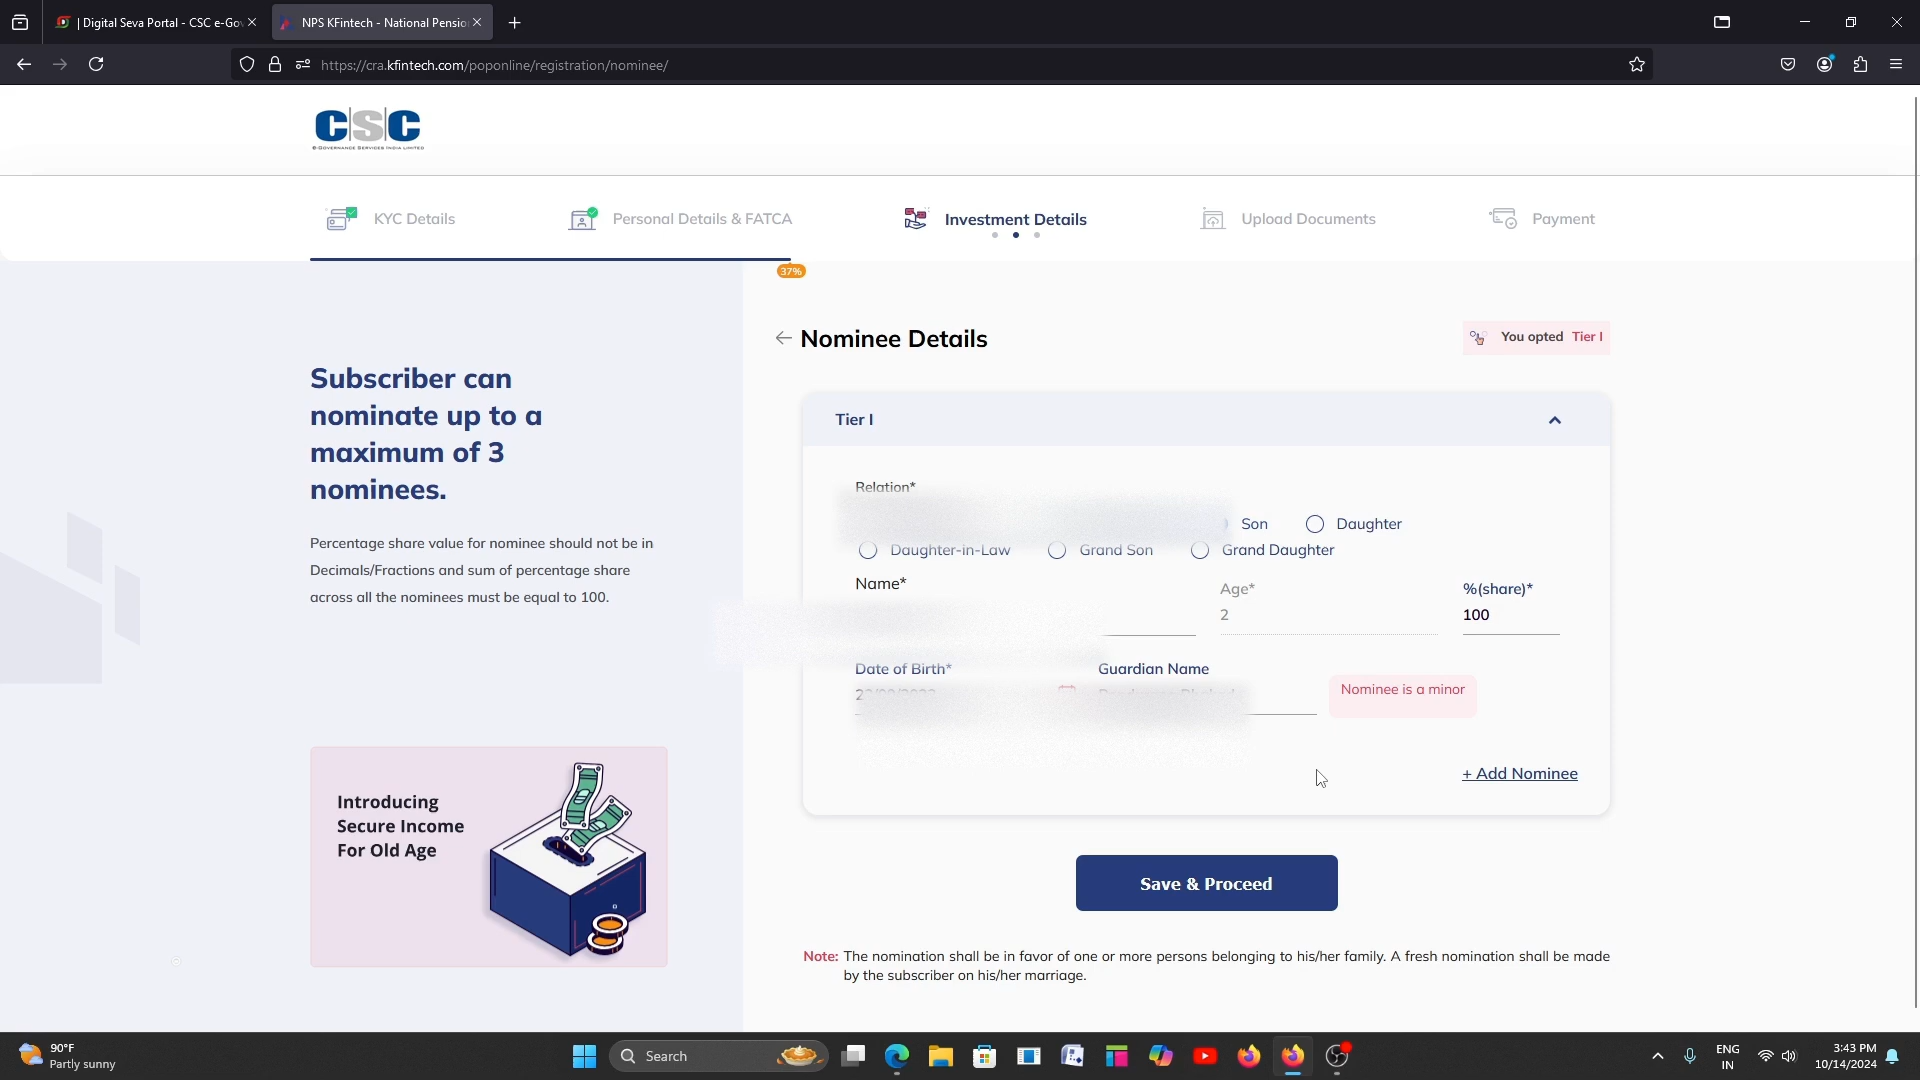 | Digital Seva Portal - CSC e-Gov
NPS KFintech - National Pensio
https://cra.kfintech.com/poponline/registration/nominee/
CSC
E-GOVERNANCE SERVICES INDIA LIMITED
KYC Details
Personal Details & FATCA
Investment Details
Upload Documents
Payment
37%
Nominee Details
You opted Tier I
Subscriber can
nominate up to a
maximum of 3
nominees.
Percentage share value for nominee should not be in
Decimals/Fractions and sum of percentage share
across all the nominees must be equal to 100.
Introducing
Secure Income
For Old Age
Tier I
Relation*
Son Daughter
Daughter-in-Law Grand Son Grand Daughter
Name*
Age*
2
%(share)*
100
Date of Birth*
Guardian Name
Nominee is a minor
+ Add Nominee
Save & Proceed
Note: The nomination shall be in favor of one or more persons belonging to his/her family. A fresh nomination shall be made
by the subscriber on his/her marriage.
90°F
Partly sunny
Search
ENG
IN
3:43 PM
10/14/2024